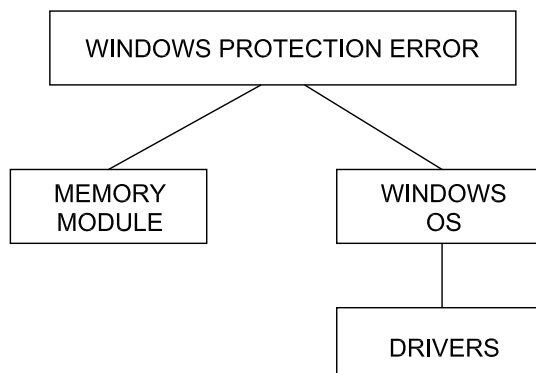 WINDOWS PROTECTION ERROR
MEMORY
MODULE
WINDOWS
OS
DRIVERS